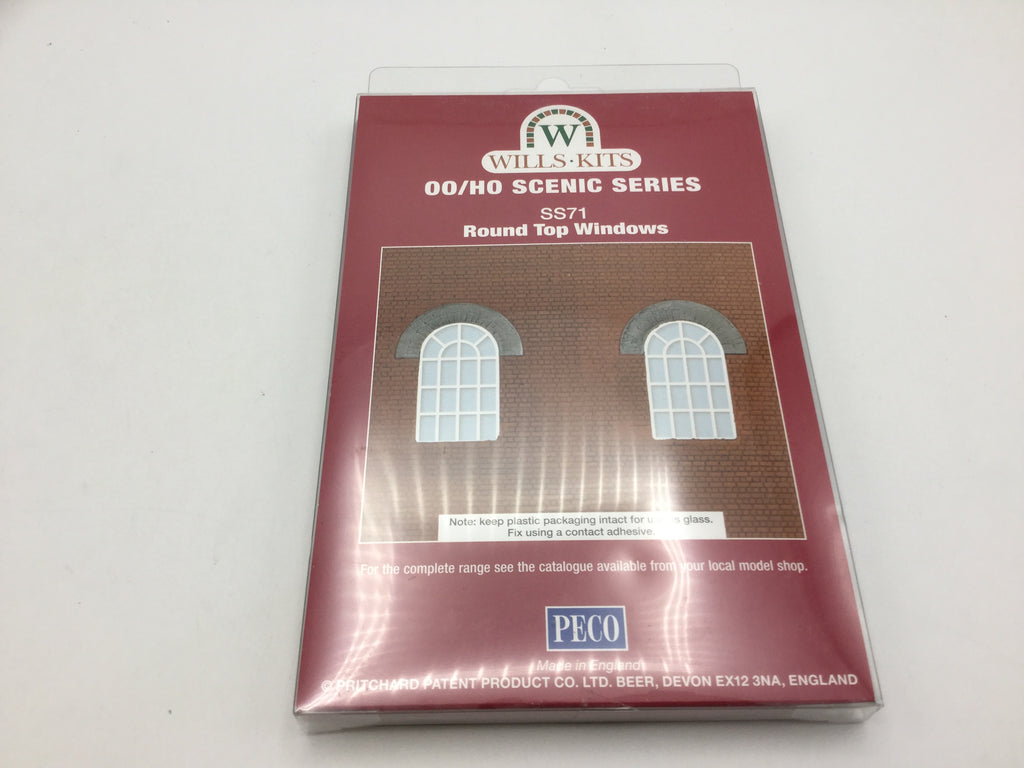 W
WILLS·KITS
OO/HO SCENIC SERIES
SS71
Round Top Windows
Note: keep plastic packaging intact for glass.
Fix using a contact adhesive.
For the complete range see the catalogue available from your local model shop.
PECO
Made in England
© PRITCHARD PATENT PRODUCT CO. LTD. BEER, DEVON EX12 3NA, ENGLAND